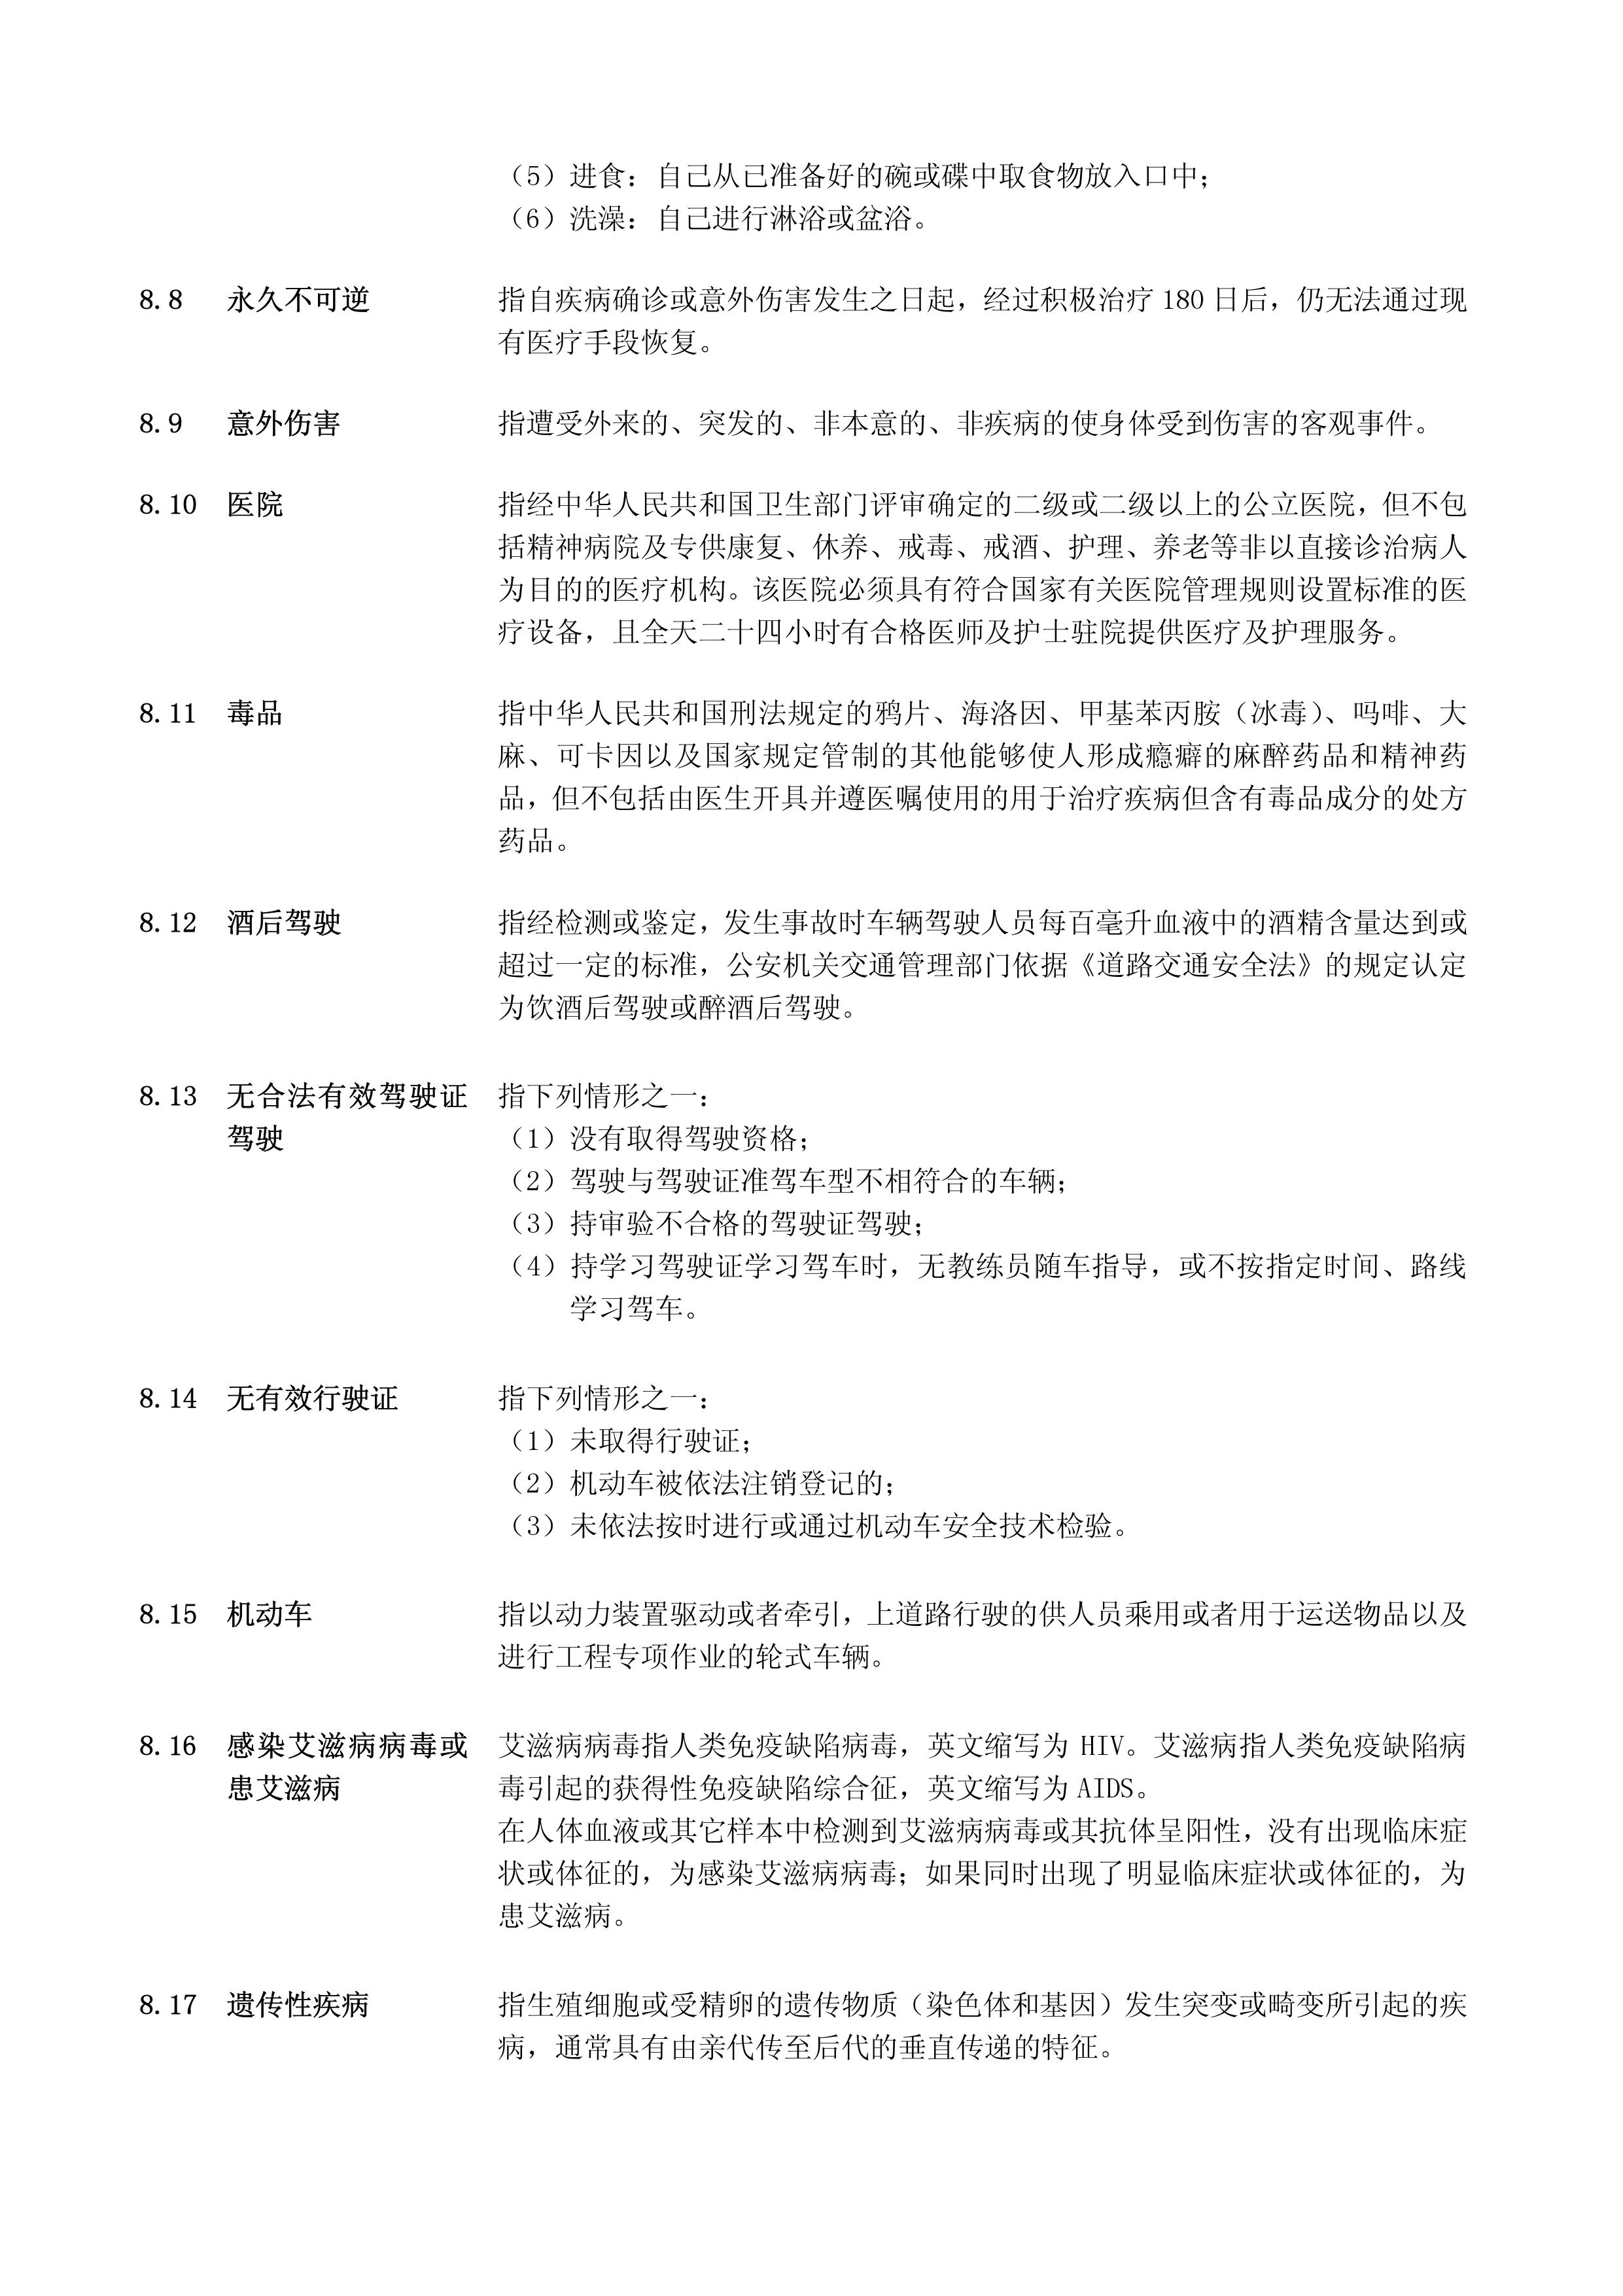 （5）进食：自己从已准备好的碗或碟中取食物放入口中；
（6）洗澡：自己进行淋浴或盆浴。
8.8 永久不可逆 指自疾病确诊或意外伤害发生之日起，经过积极治疗 180 日后，仍无法通过现
有医疗手段恢复。
8.9 意外伤害 指遭受外来的、突发的、非本意的、非疾病的使身体受到伤害的客观事件。
8.10 医院 指经中华人民共和国卫生部门评审确定的二级或二级以上的公立医院，但不包
括精神病院及专供康复、休养、戒毒、戒酒、护理、养老等非以直接诊治病人
为目的的医疗机构。该医院必须具有符合国家有关医院管理规则设置标准的医
疗设备，且全天二十四小时有合格医师及护士驻院提供医疗及护理服务。
8.11 毒品 指中华人民共和国刑法规定的鸦片、海洛因、甲基苯丙胺（冰毒）、吗啡、大
麻、可卡因以及国家规定管制的其他能够使人形成瘾癖的麻醉药品和精神药
品，但不包括由医生开具并遵医嘱使用的用于治疗疾病但含有毒品成分的处方
药品。
8.12 酒后驾驶 指经检测或鉴定，发生事故时车辆驾驶人员每百毫升血液中的酒精含量达到或
超过一定的标准，公安机关交通管理部门依据《道路交通安全法》的规定认定
为饮酒后驾驶或醉酒后驾驶。
8.13 无合法有效驾驶证 指下列情形之一：
驾驶 （1）没有取得驾驶资格；
（2）驾驶与驾驶证准驾车型不相符合的车辆；
（3）持审验不合格的驾驶证驾驶；
（4）持学习驾驶证学习驾车时，无教练员随车指导，或不按指定时间、路线
学习驾车。
8.14 无有效行驶证 指下列情形之一：
（1）未取得行驶证；
（2）机动车被依法注销登记的；
（3）未依法按时进行或通过机动车安全技术检验。
8.15 机动车 指以动力装置驱动或者牵引，上道路行驶的供人员乘用或者用于运送物品以及
进行工程专项作业的轮式车辆。
8.16 感染艾滋病病毒或 艾滋病病毒指人类免疫缺陷病毒，英文缩写为 HIV。艾滋病指人类免疫缺陷病
患艾滋病 毒引起的获得性免疫缺陷综合征，英文缩写为 AIDS。
在人体血液或其它样本中检测到艾滋病病毒或其抗体呈阳性，没有出现临床症
状或体征的，为感染艾滋病病毒；如果同时出现了明显临床症状或体征的，为
患艾滋病。
8.17 遗传性疾病 指生殖细胞或受精卵的遗传物质（染色体和基因）发生突变或畸变所引起的疾
病，通常具有由亲代传至后代的垂直传递的特征。